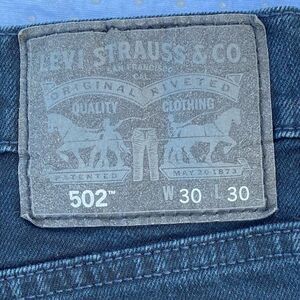 LEVI STRAUSS & CO.
SAN FRANCISCO
CAL
ORIGINAL RIVETED
QUALITY CLOTHING
PATENTED MAY 20 1873
502™ W 30 L 30